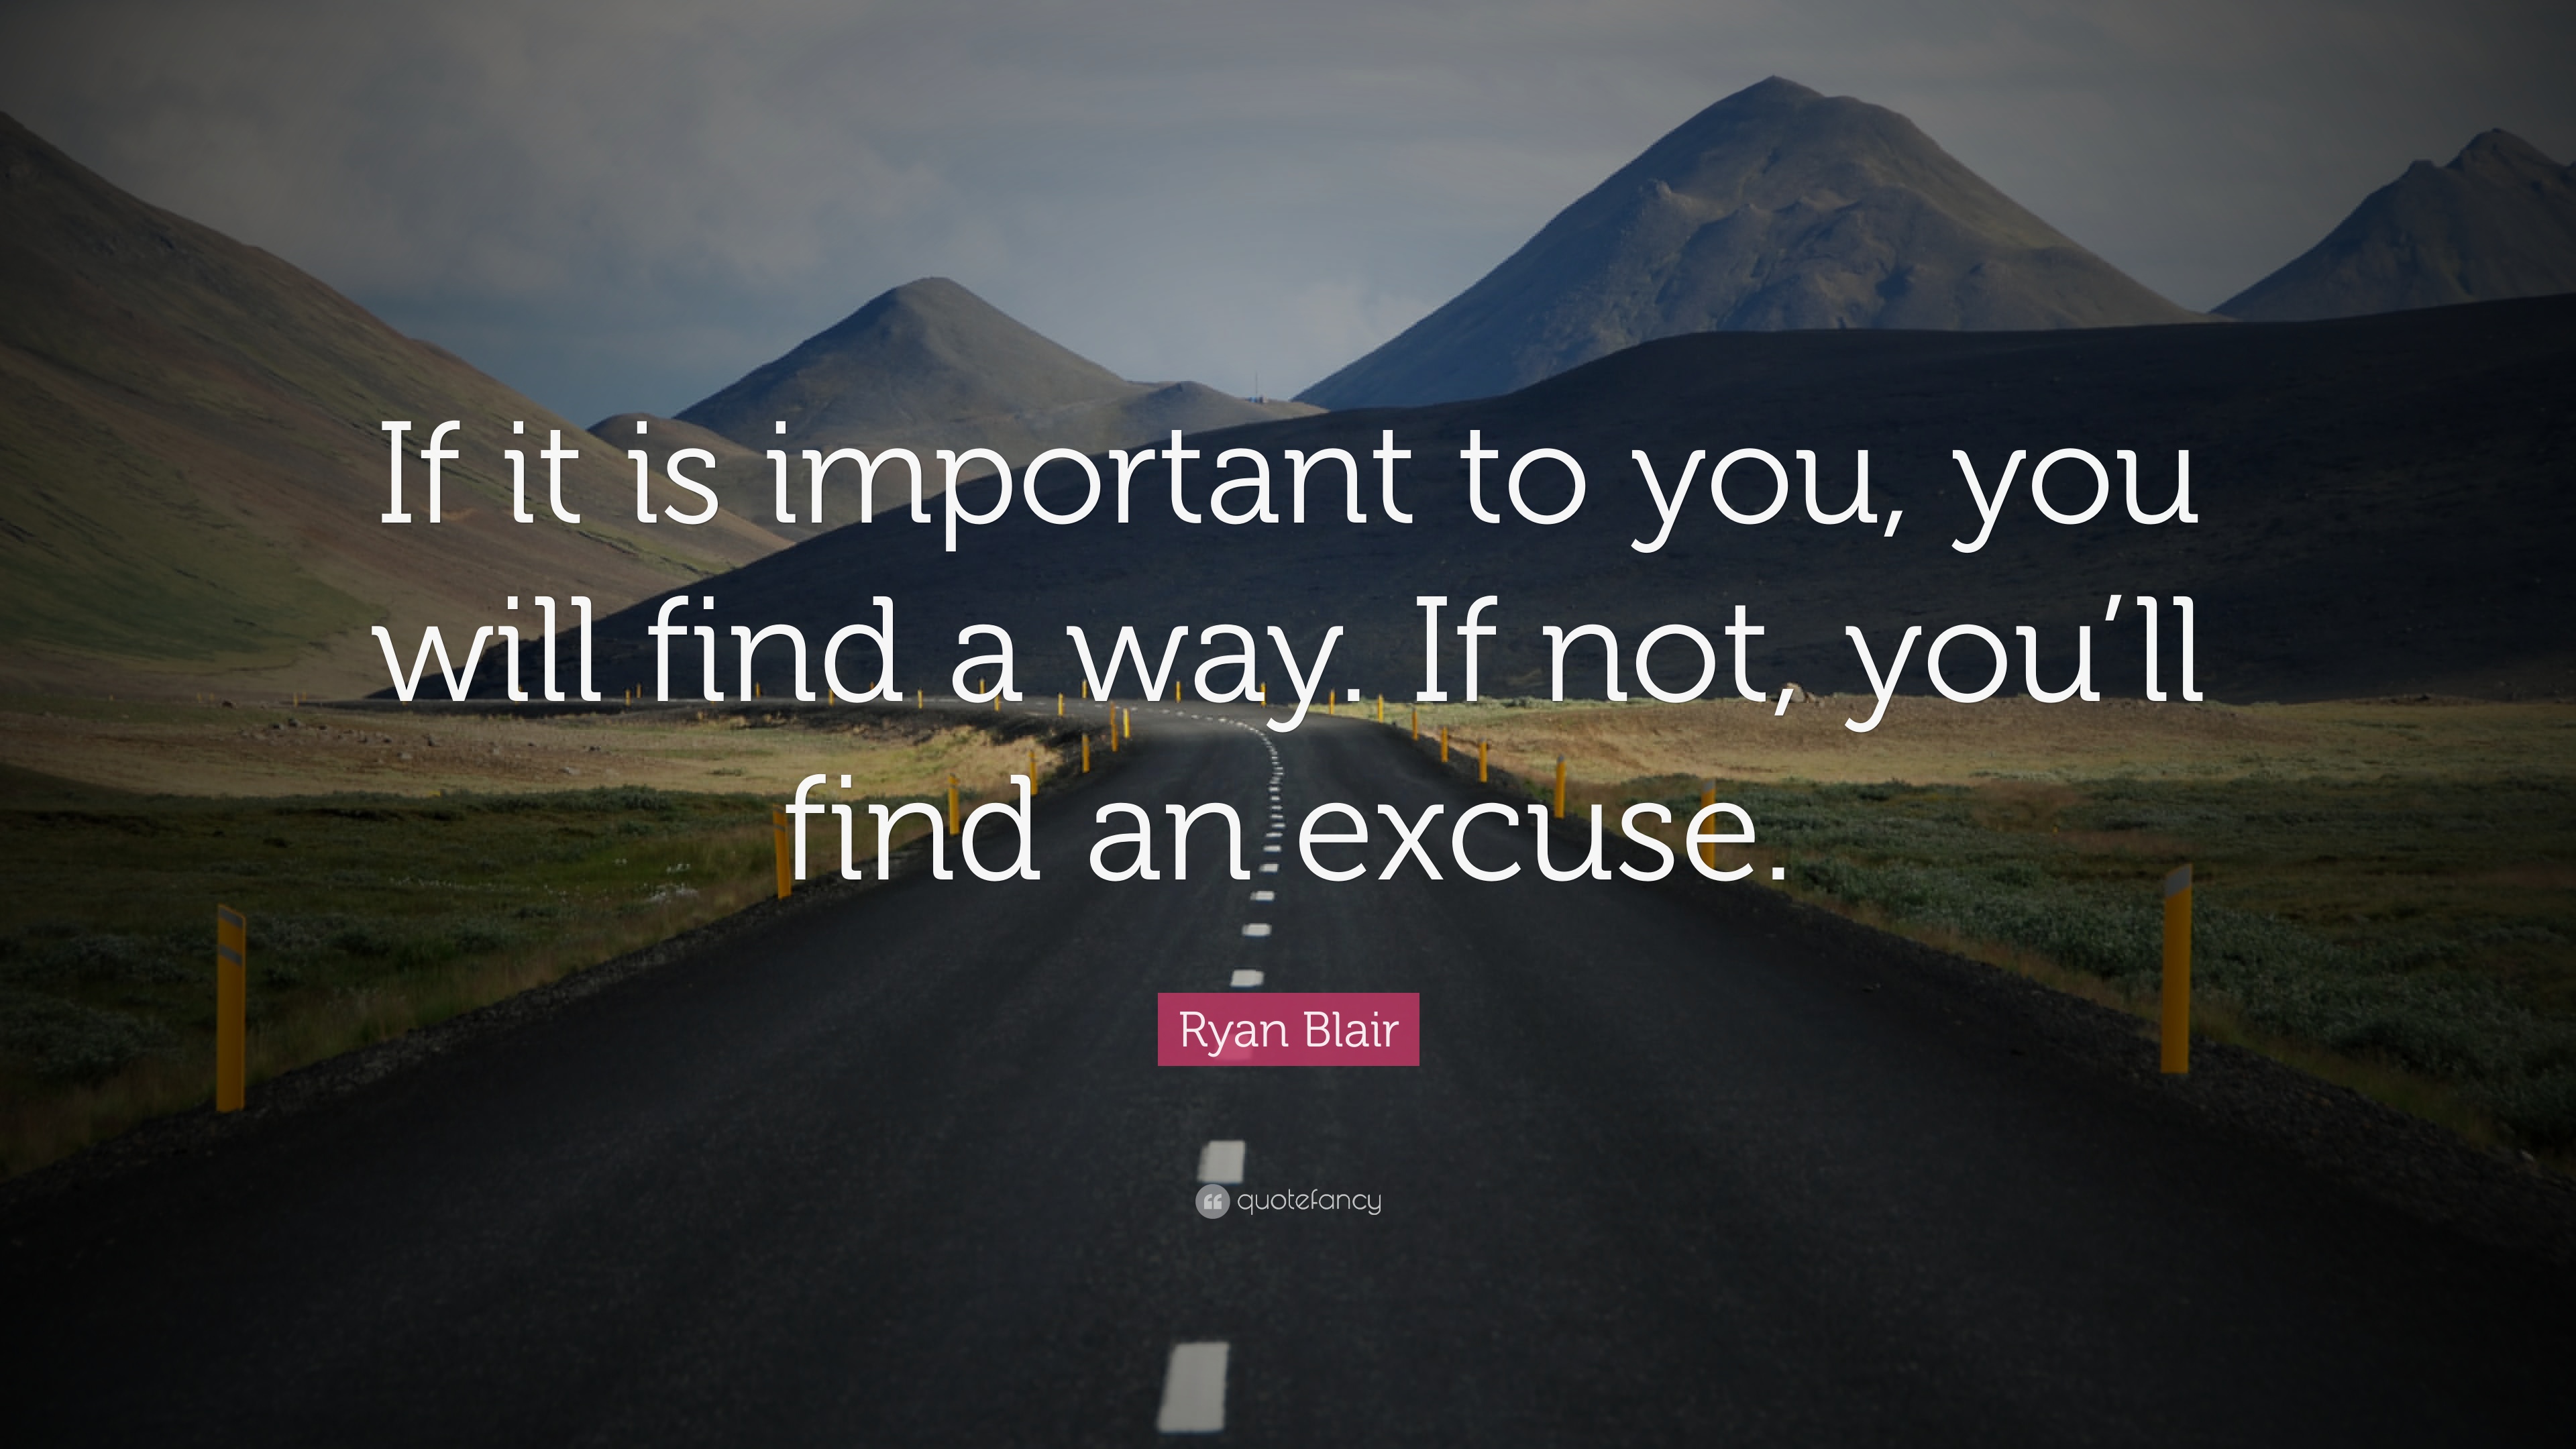 If it is important to you, you
will find a way. If not, you’ll
find an excuse.
Ryan Blair
quotefancy